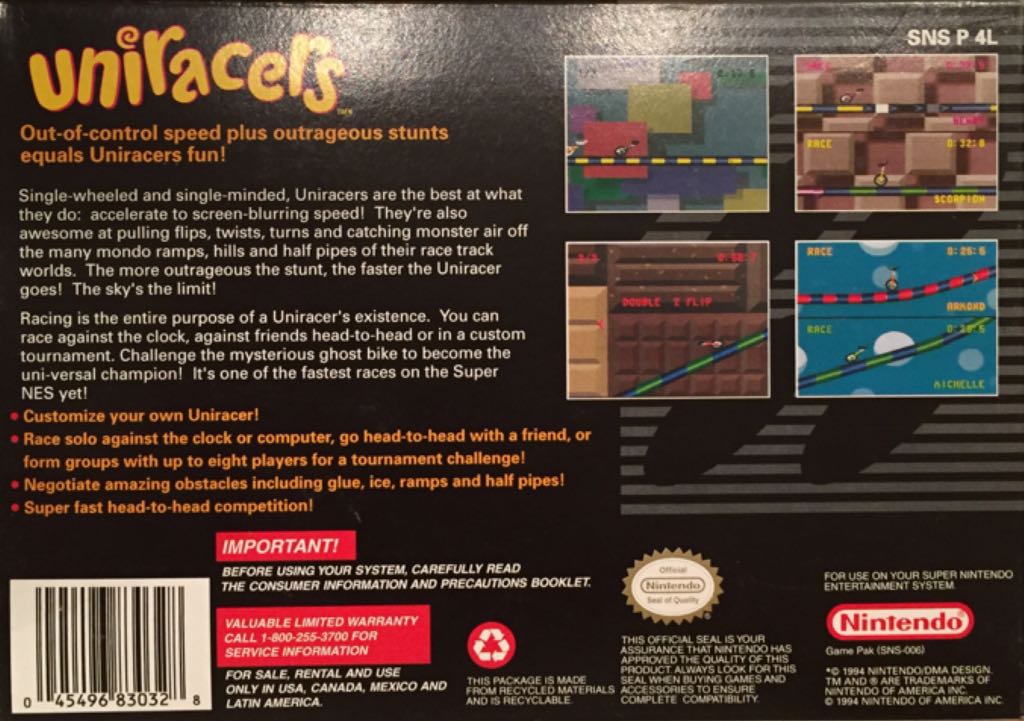 uniracers™
SNS P 4L
Out-of-control speed plus outrageous stunts
equals Uniracers fun!
Single-wheeled and single-minded, Uniracers are the best at what
they do: accelerate to screen-blurring speed! They're also
awesome at pulling flips, twists, turns and catching monster air off
the many mondo ramps, hills and half pipes of their race track
worlds. The more outrageous the stunt, the faster the Uniracer
goes! The sky's the limit!
Racing is the entire purpose of a Uniracer's existence. You can
race against the clock, against friends head-to-head or in a custom
tournament. Challenge the mysterious ghost bike to become the
uni-versal champion! It's one of the fastest races on the Super
NES yet!
• Customize your own Uniracer!
• Race solo against the clock or computer, go head-to-head with a friend, or
form groups with up to eight players for a tournament challenge!
• Negotiate amazing obstacles including glue, ice, ramps and half pipes!
• Super fast head-to-head competition!
RACE
0:32:8
SCORPION
DOUBLE Z FLIP
RACE
0:26:6
ARMOND
RACE
MICHELLE
IMPORTANT!
BEFORE USING YOUR SYSTEM, CAREFULLY READ
THE CONSUMER INFORMATION AND PRECAUTIONS BOOKLET.
VALUABLE LIMITED WARRANTY
CALL 1-800-255-3700 FOR
SERVICE INFORMATION
FOR SALE, RENTAL AND USE
ONLY IN USA, CANADA, MEXICO AND
LATIN AMERICA.
0 45496 83032 8
THIS PACKAGE IS MADE
FROM RECYCLED MATERIALS
AND IS RECYCLABLE.
Official
Nintendo
Seal of Quality
THIS OFFICIAL SEAL IS YOUR
ASSURANCE THAT NINTENDO HAS
APPROVED THE QUALITY OF THIS
PRODUCT. ALWAYS LOOK FOR THIS
SEAL WHEN BUYING GAMES AND
ACCESSORIES TO ENSURE
COMPLETE COMPATIBILITY.
FOR USE ON YOUR SUPER NINTENDO
ENTERTAINMENT SYSTEM.
Nintendo®
Game Pak (SNS-006)
*© 1994 NINTENDO/DMA DESIGN.
TM AND ® ARE TRADEMARKS OF
NINTENDO OF AMERICA INC.
© 1994 NINTENDO OF AMERICA INC.